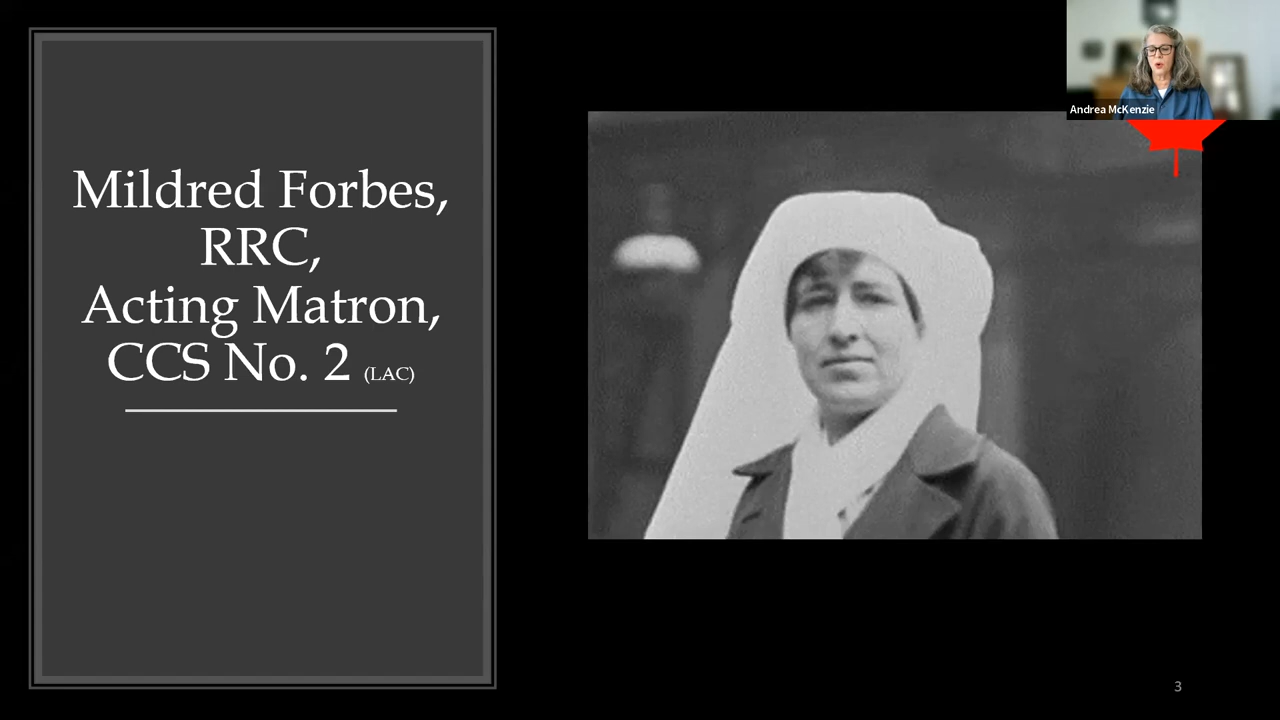 Mildred Forbes,
RRC,
Acting Matron,
CCS No. 2 (LAC)
Andrea McKenzie
3